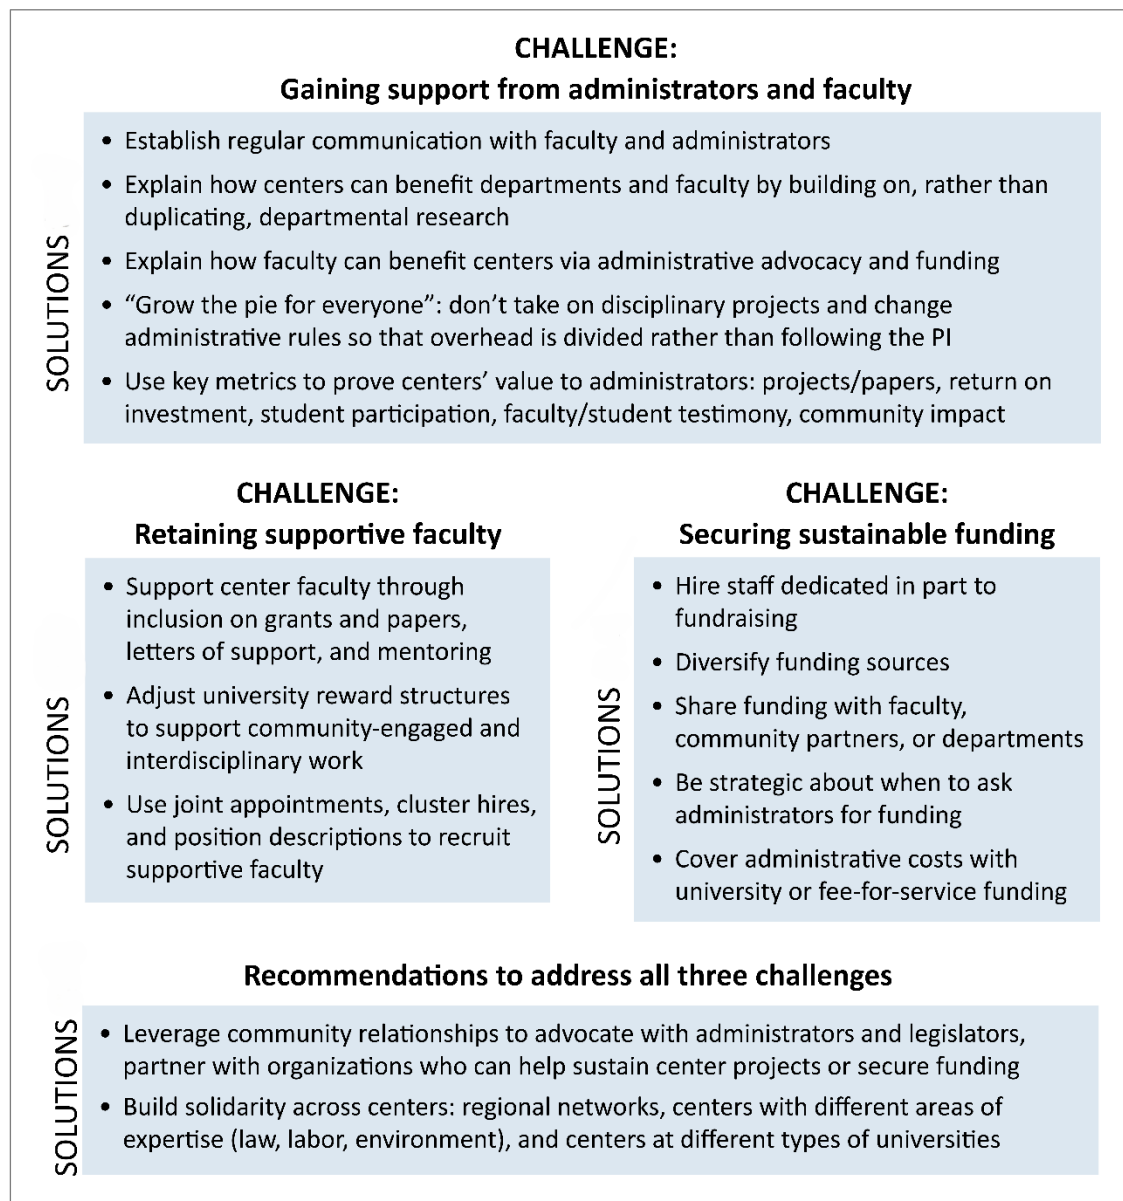 CHALLENGE:
Gaining support from administrators and faculty
SOLUTIONS
• Establish regular communication with faculty and administrators
• Explain how centers can benefit departments and faculty by building on, rather than
duplicating, departmental research
• Explain how faculty can benefit centers via administrative advocacy and funding
• “Grow the pie for everyone”: don’t take on disciplinary projects and change
administrative rules so that overhead is divided rather than following the PI
• Use key metrics to prove centers’ value to administrators: projects/papers, return on
investment, student participation, faculty/student testimony, community impact
CHALLENGE:
Retaining supportive faculty
SOLUTIONS
• Support center faculty through
inclusion on grants and papers,
letters of support, and mentoring
• Adjust university reward structures
to support community-engaged and
interdisciplinary work
• Use joint appointments, cluster hires,
and position descriptions to recruit
supportive faculty
CHALLENGE:
Securing sustainable funding
SOLUTIONS
• Hire staff dedicated in part to
fundraising
• Diversify funding sources
• Share funding with faculty,
community partners, or departments
• Be strategic about when to ask
administrators for funding
• Cover administrative costs with
university or fee-for-service funding
Recommendations to address all three challenges
SOLUTIONS
• Leverage community relationships to advocate with administrators and legislators,
partner with organizations who can help sustain center projects or secure funding
• Build solidarity across centers: regional networks, centers with different areas of
expertise (law, labor, environment), and centers at different types of universities